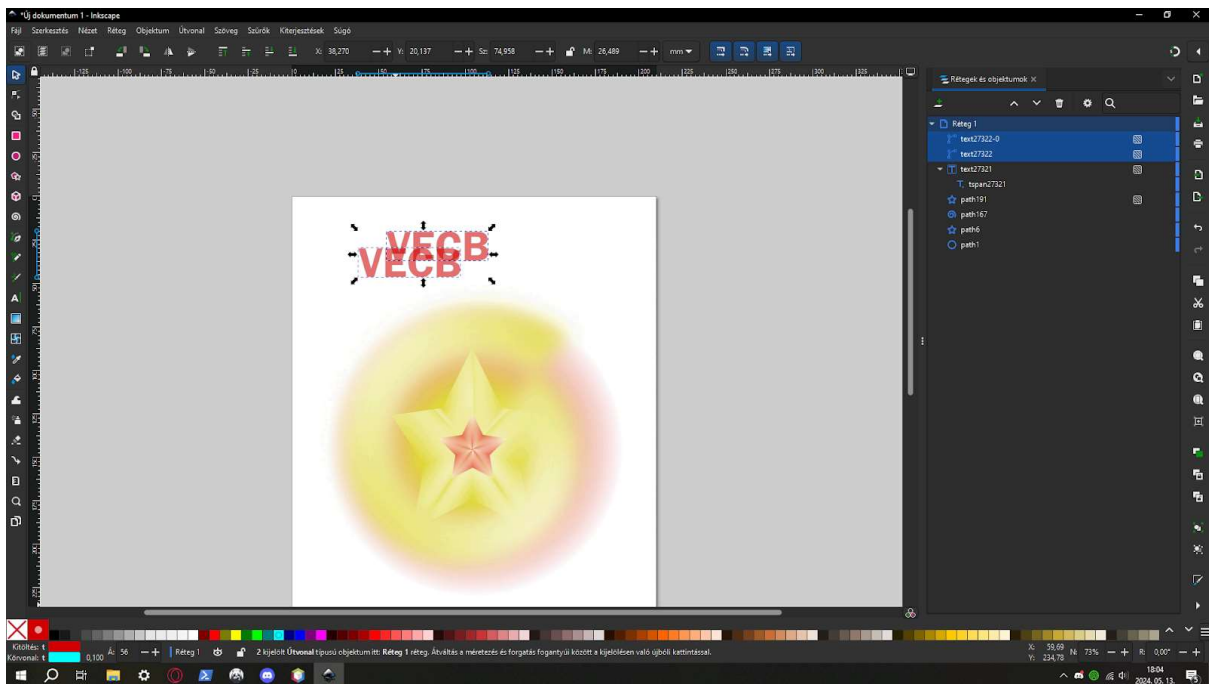 *Új dokumentum 1 - Inkscape
Fájl Szerkesztés Nézet Réteg Objektum Útvonal Szöveg Szűrők Kiterjesztések Súgó
X: 38,270 Y: 20,137 Sz: 74,958 M: 26,489 mm
Rétegek és objektumok
Réteg 1
text27322-0
text27322
text27321
tspan27321
path191
path167
path6
path1
VECB
VECB
Kitöltés: t
Körvonal: t
0,100
Á: 56
Réteg 1
2 kijelölt Útvonal típusú objektum itt: Réteg 1 réteg. Átváltás a méretezés és forgatás fogantyúi között a kijelölésen való újbóli kattintással.
X: 59,69
Y: 234,78
N: 73%
R: 0,00°
18:04
2024. 05. 13.